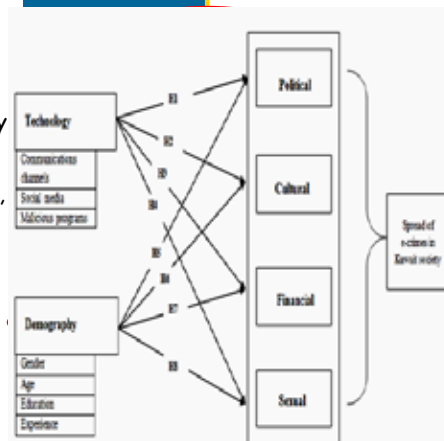 y
Technology
Communications
channels
Social media
Malicious programs
,
Demography
Gender
Age
Education
Experience
H1
H2
H3
H4
H5
H6
H7
H8
Political
Cultural
Financial
Sexual
Spread of
e-crimes in
Kuwait society